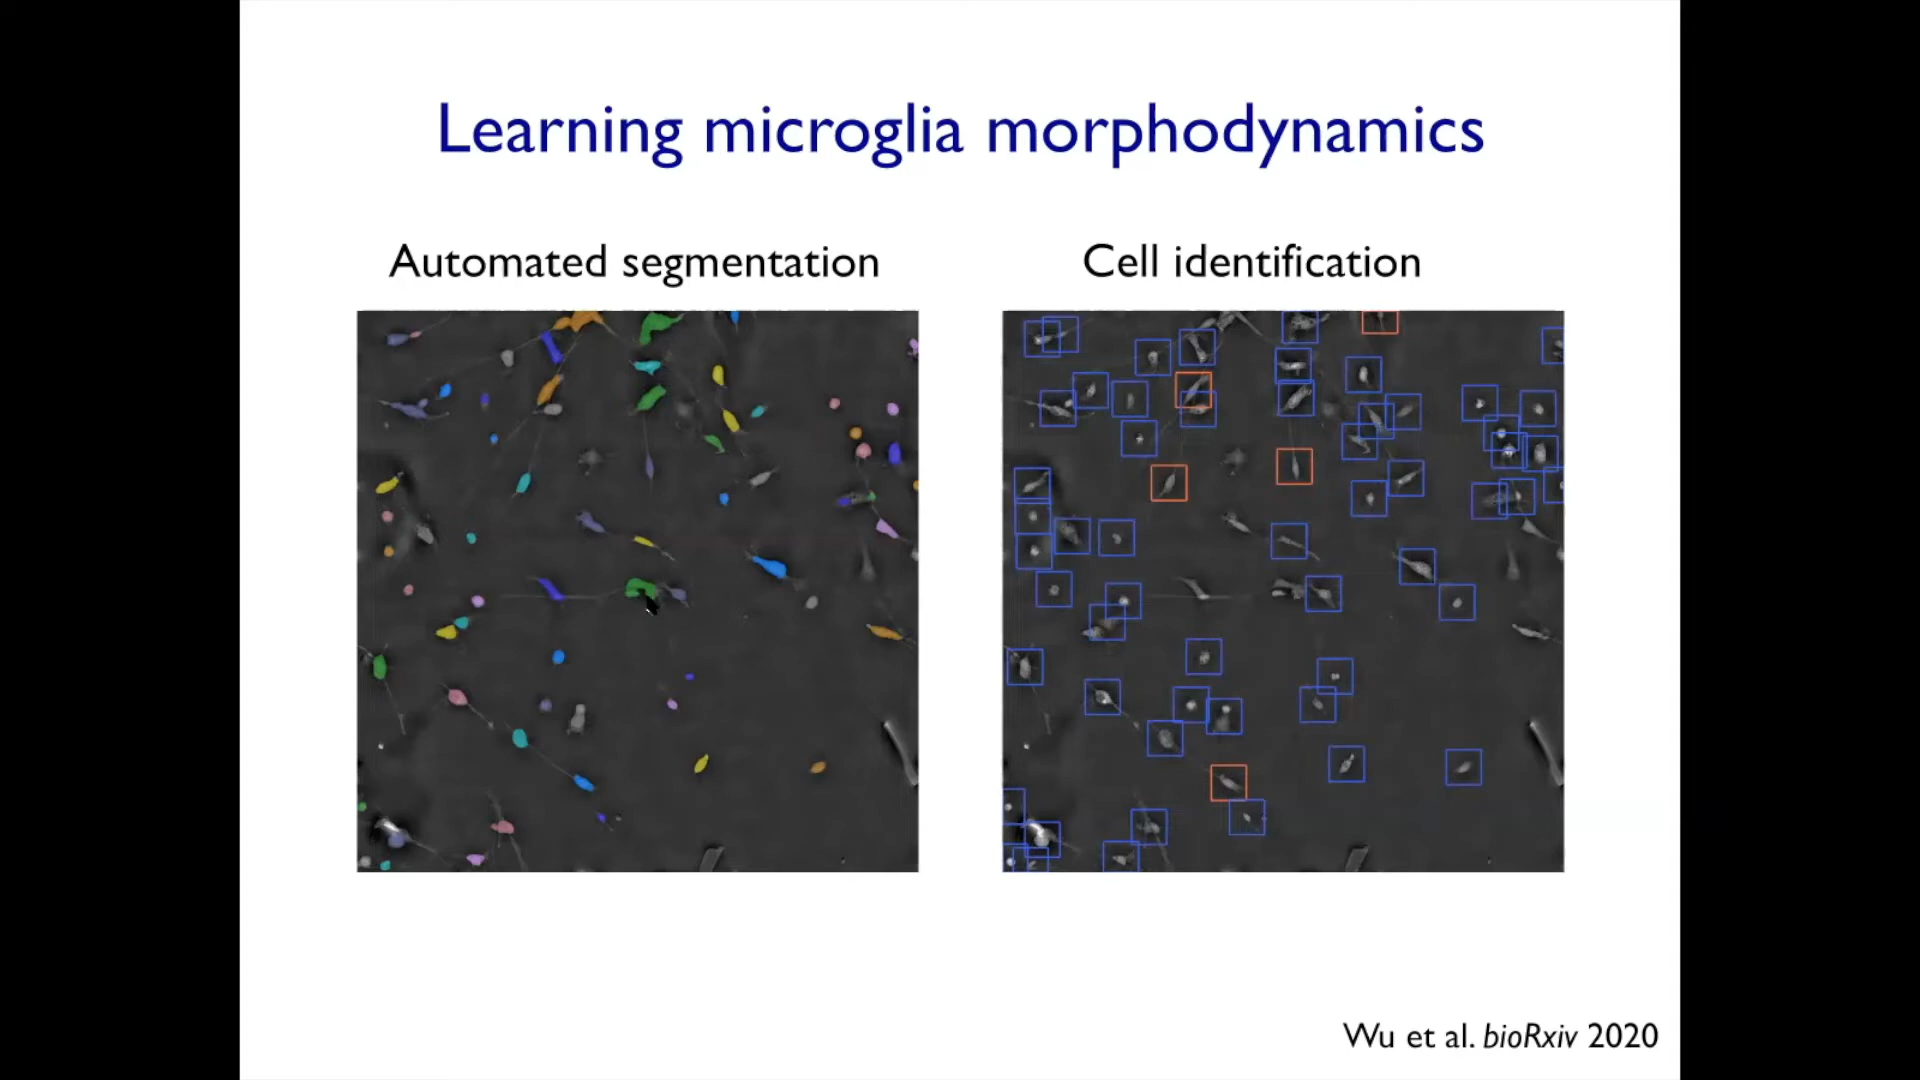 Learning microglia morphodynamics
Automated segmentation
Cell identification
Wu et al. bioRxiv 2020